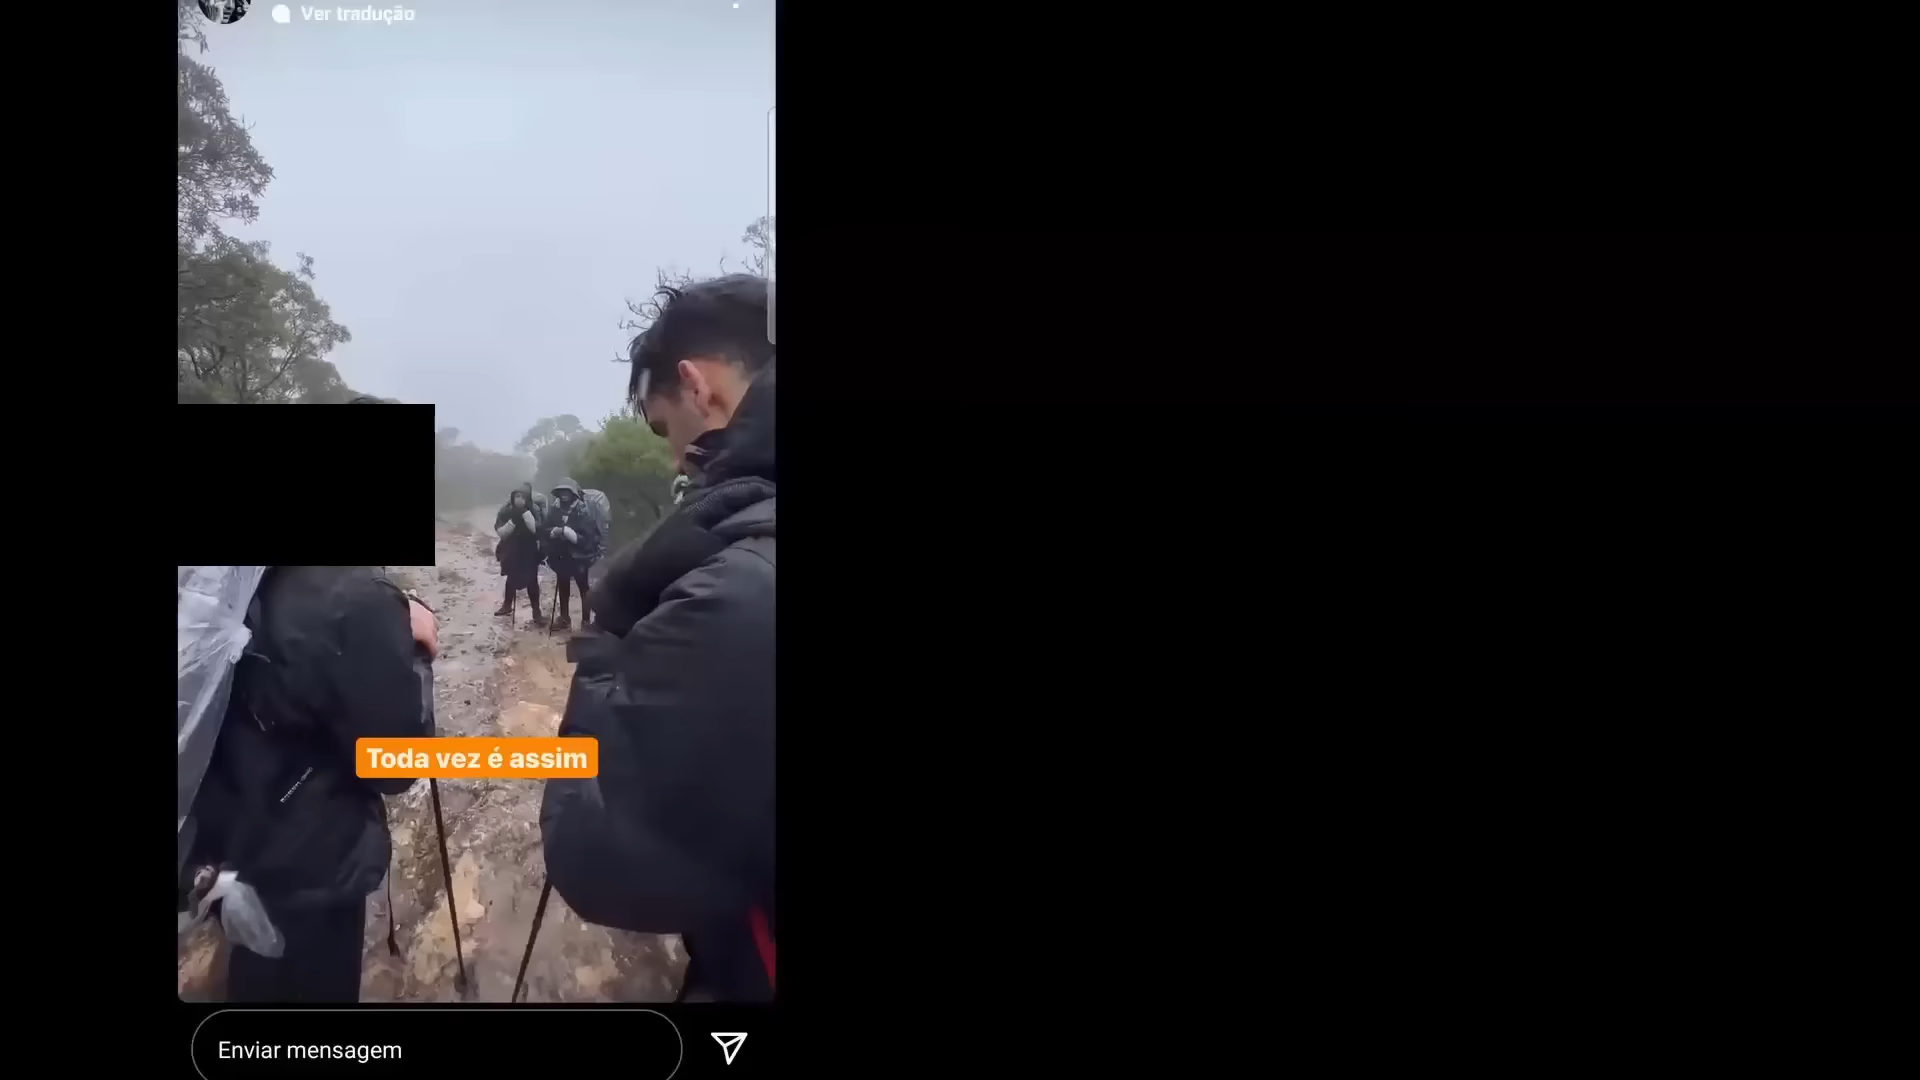 Ver tradução
Toda vez é assim
Enviar mensagem